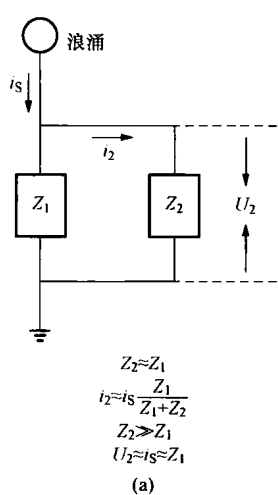 浪涌
iS
i2
Z1
Z2
U2
Z2≈Z1
i2≈iS Z1/(Z1+Z2)
Z2≫Z1
U2≈iS≈Z1
(a)